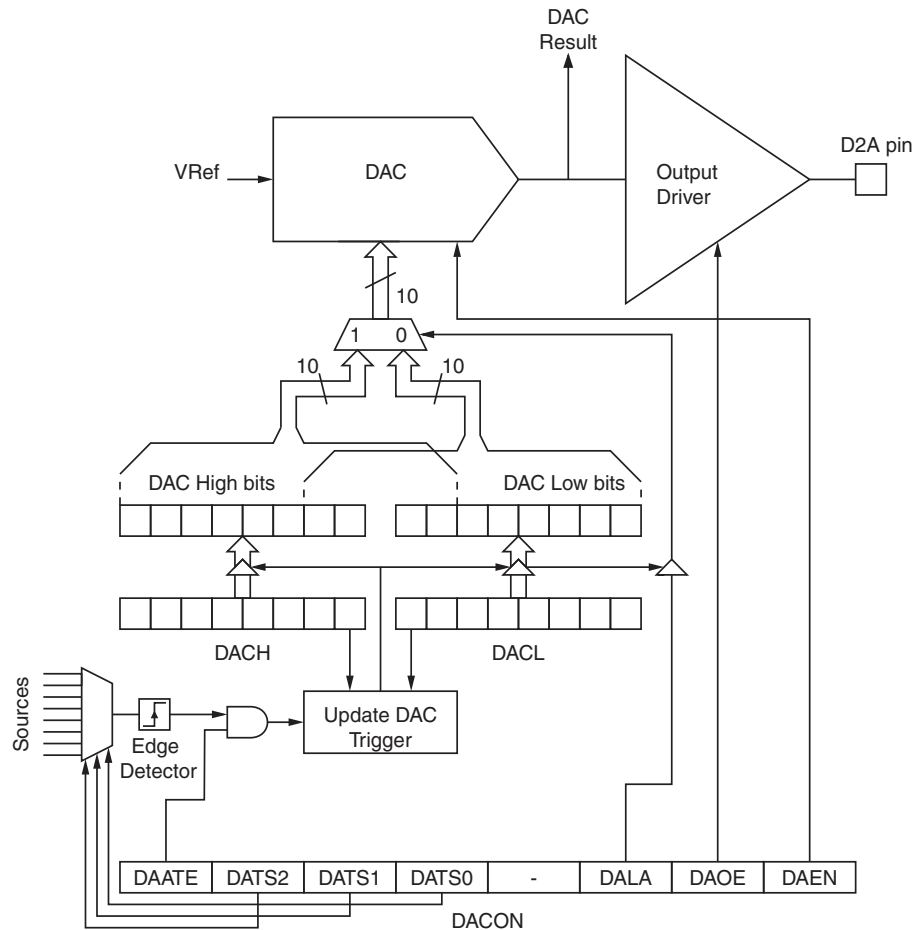 DAC
Result
D2A pin
VRef
DAC
Output
Driver
10
1 0
10
10
DAC High bits
DAC Low bits
DACH
DACL
Sources
Edge
Detector
Update DAC
Trigger
DAATE DATS2 DATS1 DATS0 - DALA DAOE DAEN
DACON